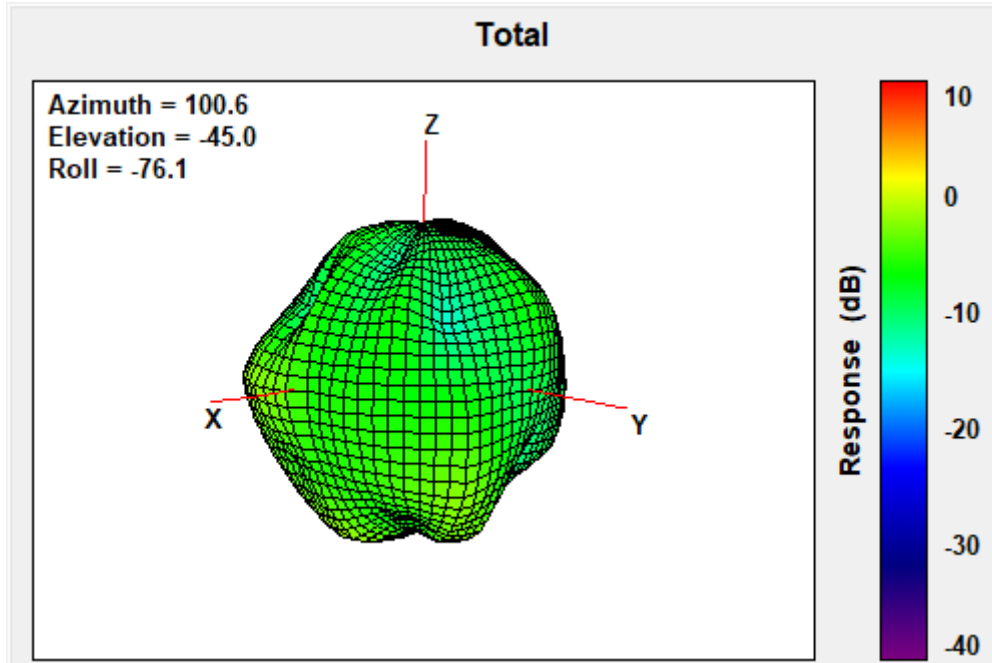 Total
Azimuth = 100.6
Elevation = -45.0
Roll = -76.1
Z
X
Y
10
0
-10
-20
-30
-40
Response (dB)